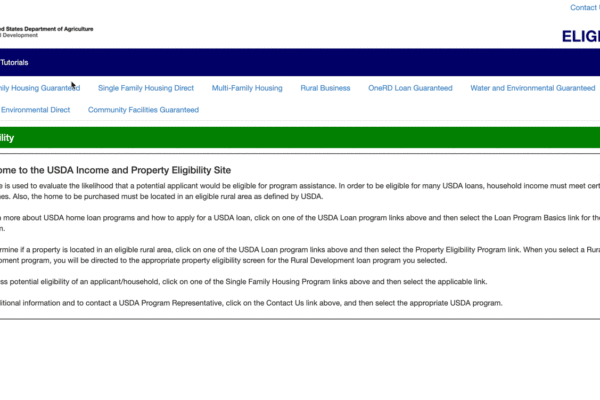 Contact
ed States Department of Agriculture
Development
ELIG
Tutorials
ily Housing Guaranteed Single Family Housing Direct Multi-Family Housing Rural Business OneRD Loan Guaranteed Water and Environmental Guaranteed
Environmental Direct Community Facilities Guaranteed
ility
ome to the USDA Income and Property Eligibility Site
e is used to evaluate the likelihood that a potential applicant would be eligible for program assistance. In order to be eligible for many USDA loans, household income must meet cert
nes. Also, the home to be purchased must be located in an eligible rural area as defined by USDA.
n more about USDA home loan programs and how to apply for a USDA loan, click on one of the USDA Loan program links above and then select the Loan Program Basics link for the
m.
ermine if a property is located in an eligible rural area, click on one of the USDA Loan program links above and then select the Property Eligibility Program link. When you select a Rura
opment program, you will be directed to the appropriate property eligibility screen for the Rural Development loan program you selected.
ess potential eligibility of an applicant/household, click on one of the Single Family Housing Program links above and then select the applicable link.
ditional information and to contact a USDA Program Representative, click on the Contact Us link above, and then select the appropriate USDA program.